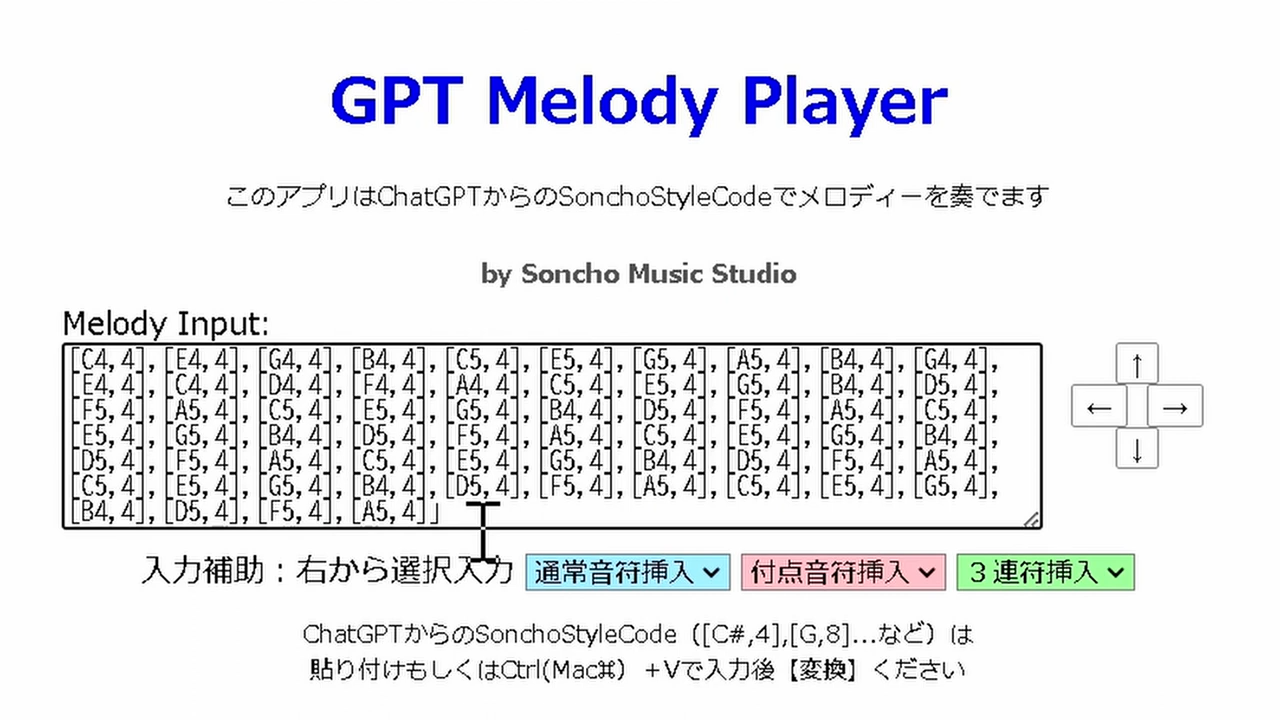 GPT Melody Player
このアプリはChatGPTからのSonchoStyleCodeでメロディーを奏でます
by Soncho Music Studio
Melody Input:
[C4,4],[E4,4],[G4,4],[B4,4],[C5,4],[E5,4],[G5,4],[A5,4],[B4,4],[G4,4],
[E4,4],[C4,4],[D4,4],[F4,4],[A4,4],[C5,4],[E5,4],[G5,4],[B4,4],[D5,4],
[F5,4],[A5,4],[C5,4],[E5,4],[G5,4],[B4,4],[D5,4],[F5,4],[A5,4],[C5,4],
[E5,4],[G5,4],[B4,4],[D5,4],[F5,4],[A5,4],[C5,4],[E5,4],[G5,4],[B4,4],
[D5,4],[F5,4],[A5,4],[C5,4],[E5,4],[G5,4],[B4,4],[D5,4],[F5,4],[A5,4],
[C5,4],[E5,4],[G5,4],[B4,4],[D5,4],[F5,4],[A5,4],[C5,4],[E5,4],[G5,4],
[B4,4],[D5,4],[F5,4],[A5,4]」
↑
← →
↓
入力補助：右から選択入力 通常音符挿入 付点音符挿入 ３連符挿入
ChatGPTからのSonchoStyleCode（[C#,4],[G,8]...など）は
貼り付けもしくはCtrl(Mac⌘）+Vで入力後【変換】ください